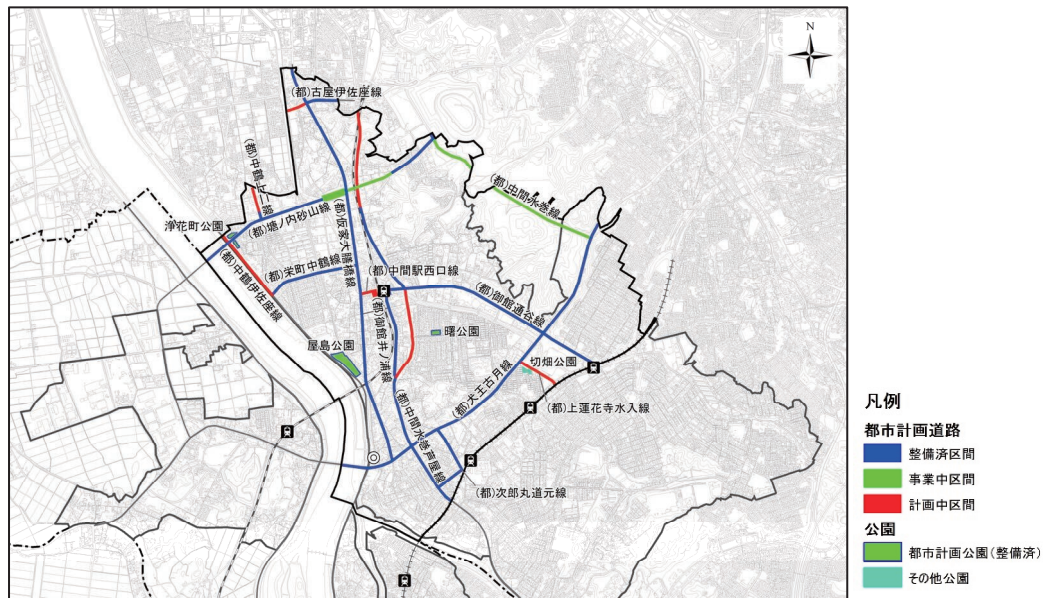 N
(都)古屋伊佐座線
(都)中鶴上二線
(都)中間水巻線
浄花町公園
(都)塘ノ内砂山線
(都)仮家大膳橋線
(都)栄町中鶴線
(都)中鶴伊佐座線
(都)中間駅西口線
(都)御館通谷線
(都)御館井ノ浦線
曙公園
屋島公園
切畑公園
(都)犬王古月線
(都)上蓮花寺水入線
(都)中間水巻芦屋線
(都)次郎丸道元線
凡例
都市計画道路
整備済区間
事業中区間
計画中区間
公園
都市計画公園(整備済)
その他公園